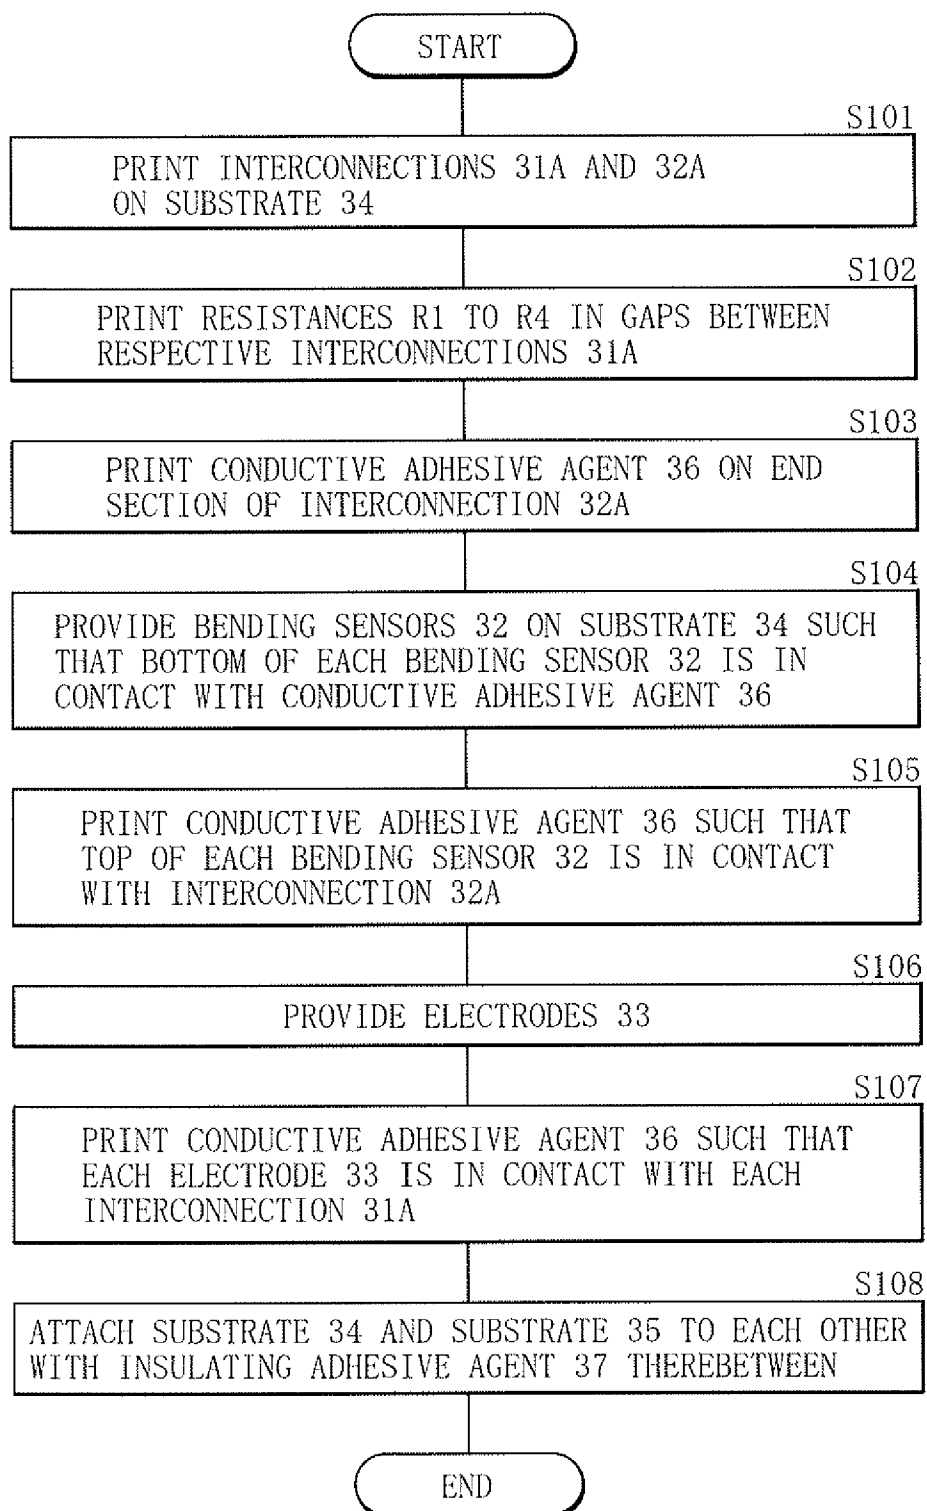 START
S101
PRINT INTERCONNECTIONS 31A AND 32A
ON SUBSTRATE 34
S102
PRINT RESISTANCES R1 TO R4 IN GAPS BETWEEN
RESPECTIVE INTERCONNECTIONS 31A
S103
PRINT CONDUCTIVE ADHESIVE AGENT 36 ON END
SECTION OF INTERCONNECTION 32A
S104
PROVIDE BENDING SENSORS 32 ON SUBSTRATE 34 SUCH
THAT BOTTOM OF EACH BENDING SENSOR 32 IS IN
CONTACT WITH CONDUCTIVE ADHESIVE AGENT 36
S105
PRINT CONDUCTIVE ADHESIVE AGENT 36 SUCH THAT
TOP OF EACH BENDING SENSOR 32 IS IN CONTACT
WITH INTERCONNECTION 32A
S106
PROVIDE ELECTRODES 33
S107
PRINT CONDUCTIVE ADHESIVE AGENT 36 SUCH THAT
EACH ELECTRODE 33 IS IN CONTACT WITH EACH
INTERCONNECTION 31A
S108
ATTACH SUBSTRATE 34 AND SUBSTRATE 35 TO EACH OTHER
WITH INSULATING ADHESIVE AGENT 37 THEREBETWEEN
END